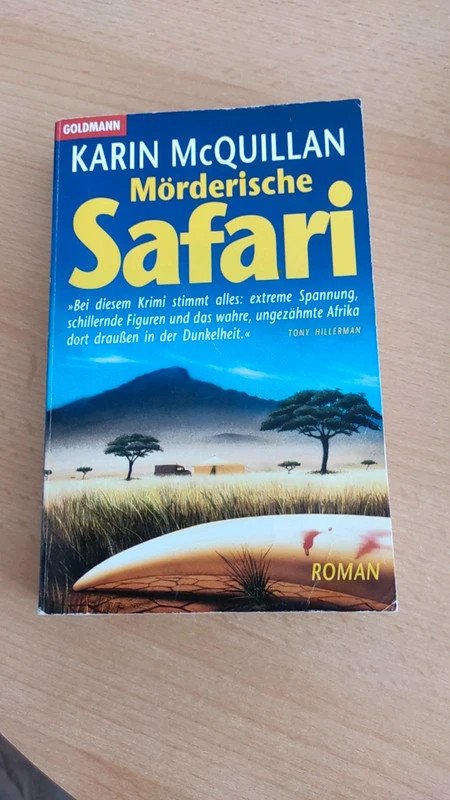 GOLDMANN
KARIN McQUILLAN
Mörderische
Safari
»Bei diesem Krimi stimmt alles: extreme Spannung,
schillernde Figuren und das wahre, ungezähmte Afrika
dort draußen in der Dunkelheit.« TONY HILLERMAN
ROMAN